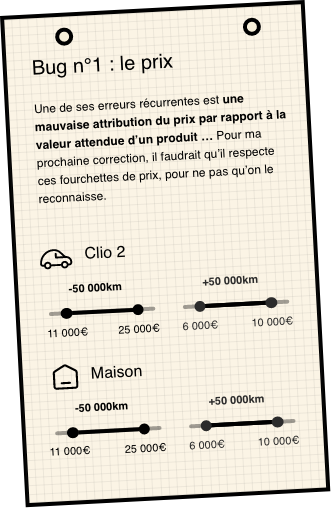 Bug n°1 : le prix
Une de ses erreurs récurrentes est une
mauvaise attribution du prix par rapport à la
valeur attendue d'un produit ... Pour ma
prochaine correction, il faudrait qu'il respecte
ces fourchettes de prix, pour ne pas qu'on le
reconnaisse.
Clio 2
-50 000km +50 000km
11 000€ 25 000€ 6 000€ 10 000€
Maison
-50 000km +50 000km
11 000€ 25 000€ 6 000€ 10 000€